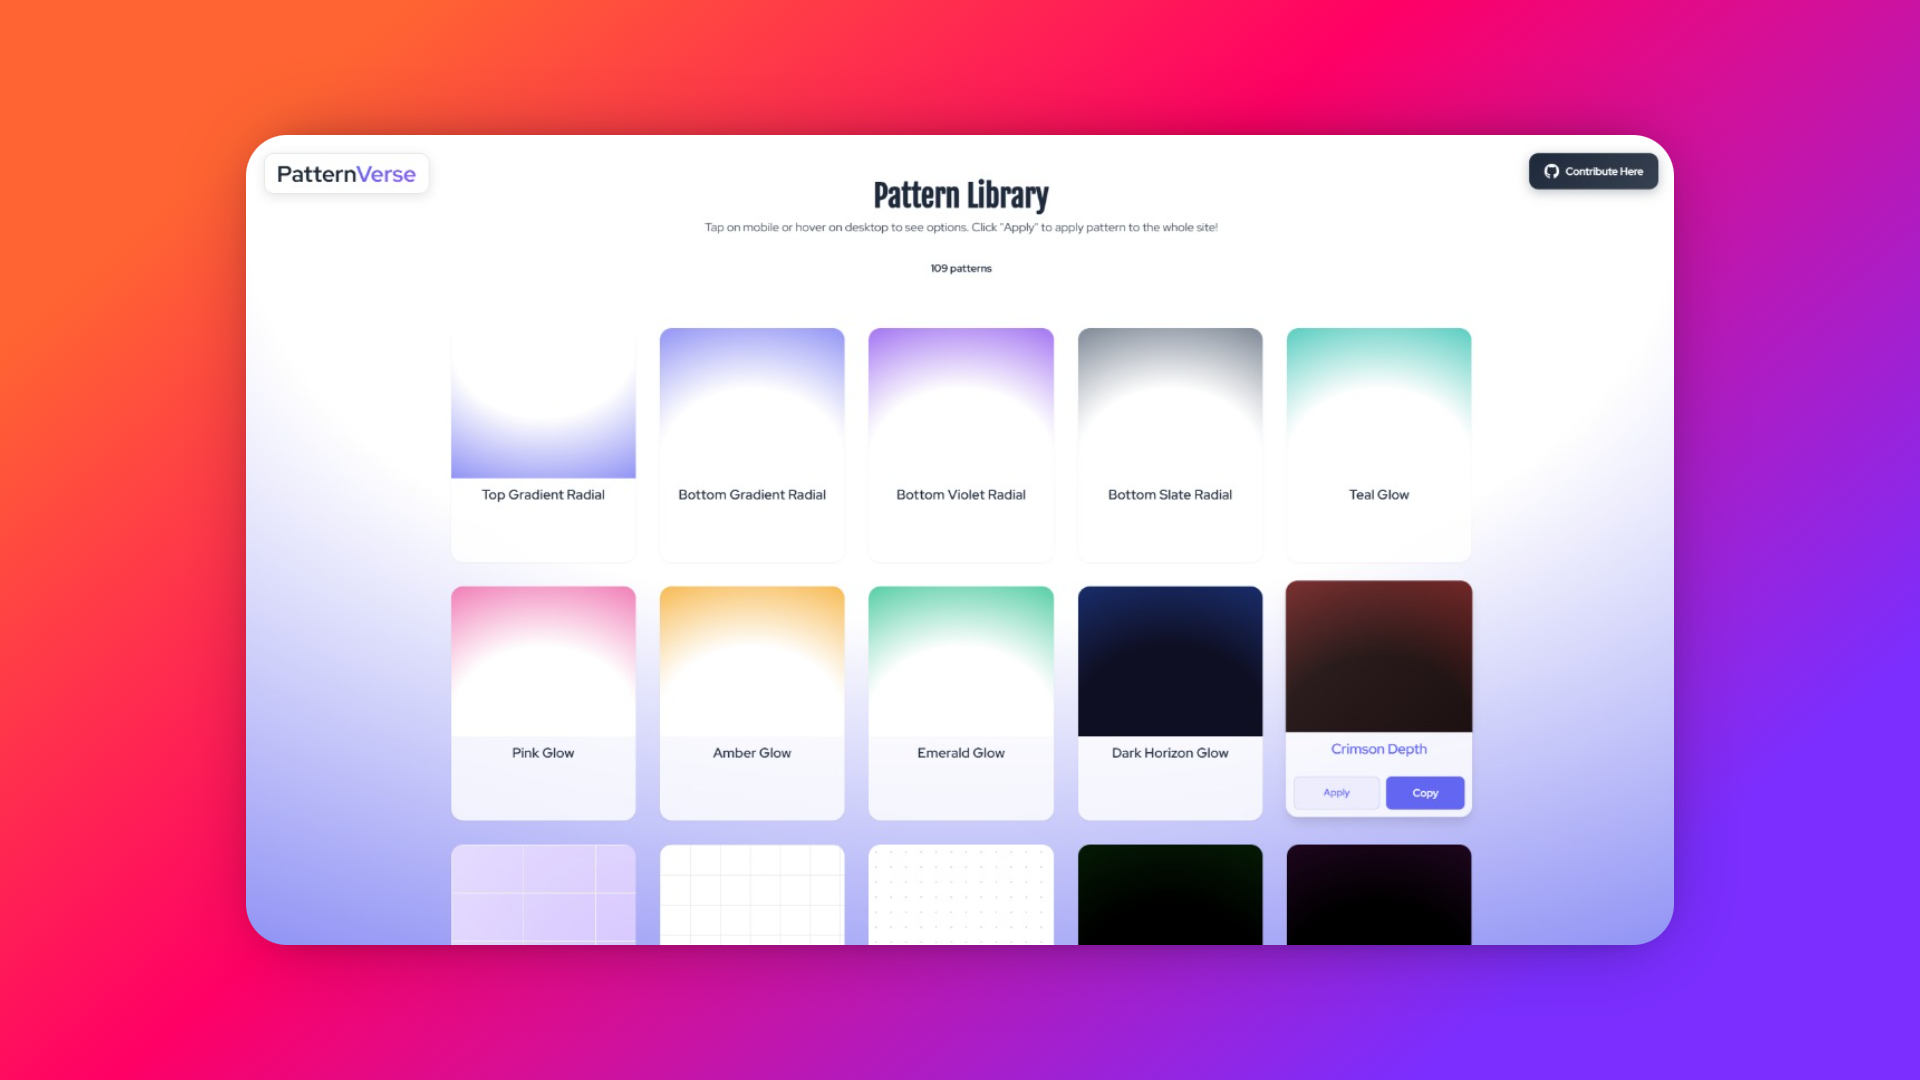 PatternVerse
Contribute Here
Pattern Library
Tap on mobile or hover on desktop to see options. Click "Apply" to apply pattern to the whole site!
109 patterns
Top Gradient Radial
Bottom Gradient Radial
Bottom Violet Radial
Bottom Slate Radial
Teal Glow
Pink Glow
Amber Glow
Emerald Glow
Dark Horizon Glow
Crimson Depth
Apply
Copy